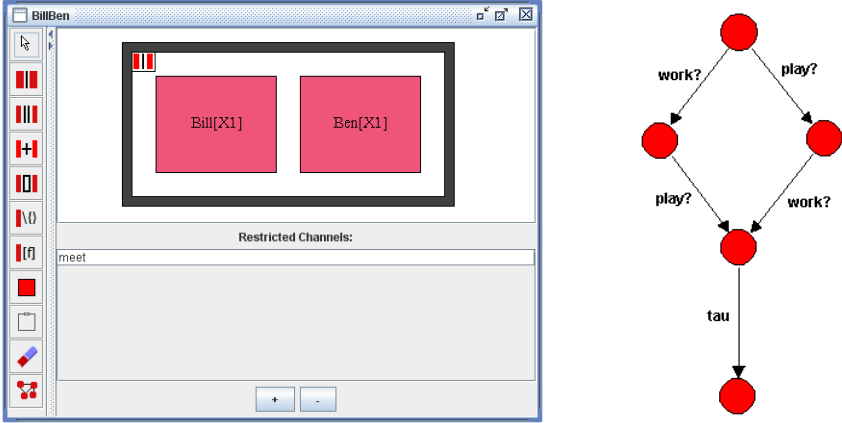 BillBen
\{}
[f]
Bill[X1]
Ben[X1]
Restricted Channels:
meet
+
-
work?
play?
play?
work?
tau